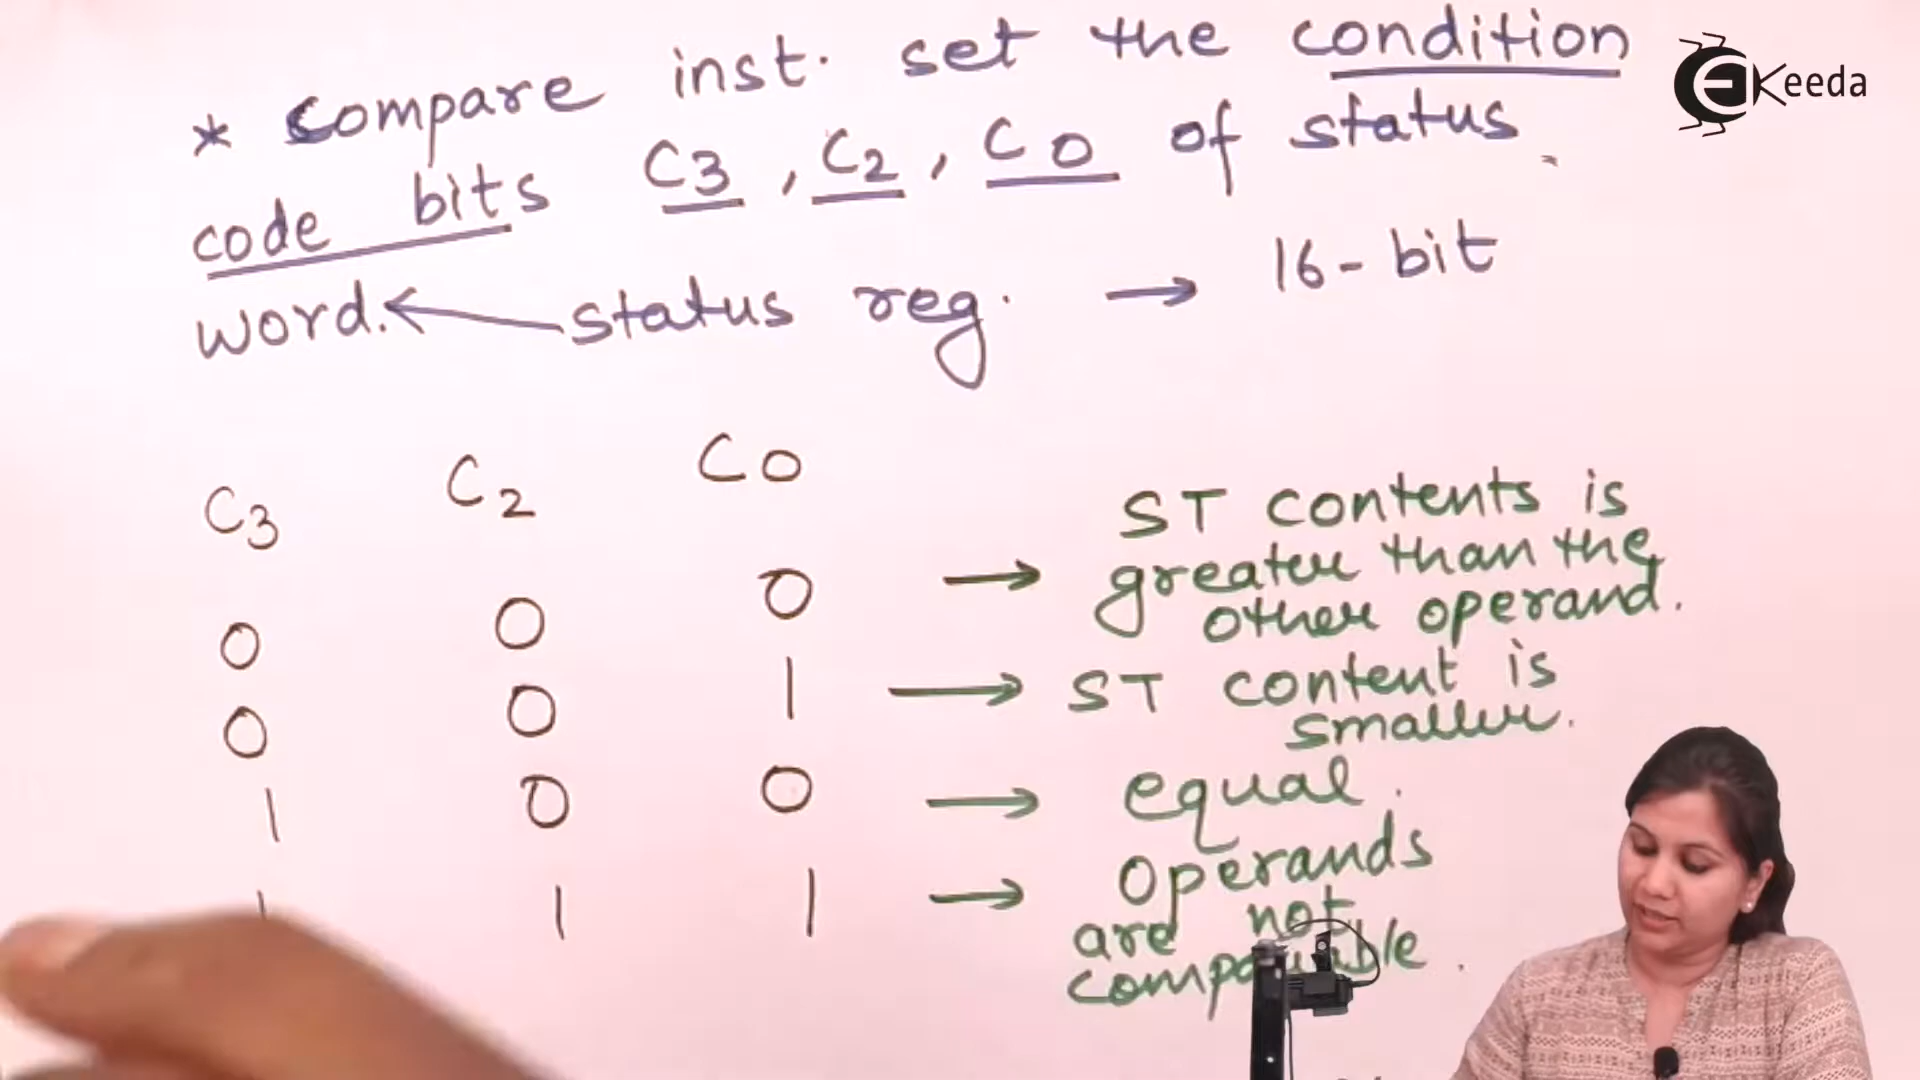 * Compare inst. set the condition
code bits C3, C2, C0 of status
word. ← status reg. → 16-bit
C3 C2 C0
0 0 0 → ST contents is
greater than the
other operand.
0 0 1 → ST content is
smaller.
1 0 0 → equal.
1 1 1 → Operands
are not
comparable.
EKeeda